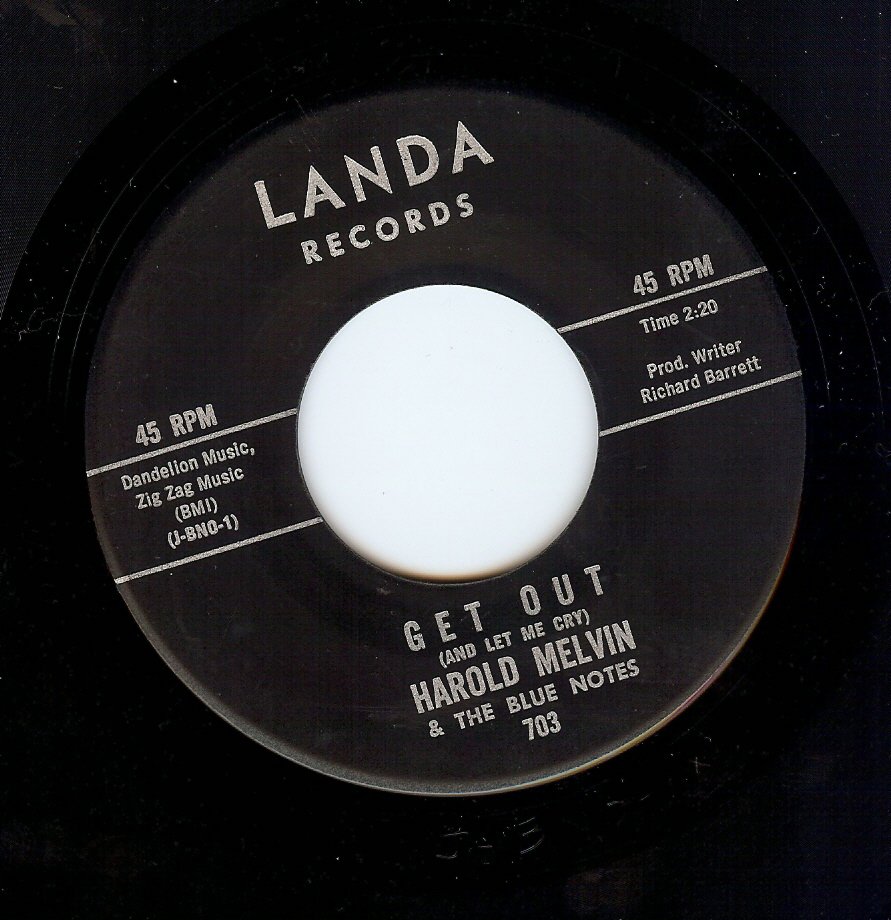 LANDA
RECORDS
45 RPM
Time 2:20
Prod. Writer
Richard Barrett
45 RPM
Dandelion Music,
Zig Zag Music
(BMI)
(J-BNO-1)
GET OUT
(AND LET ME CRY)
HAROLD MELVIN
& THE BLUE NOTES
703